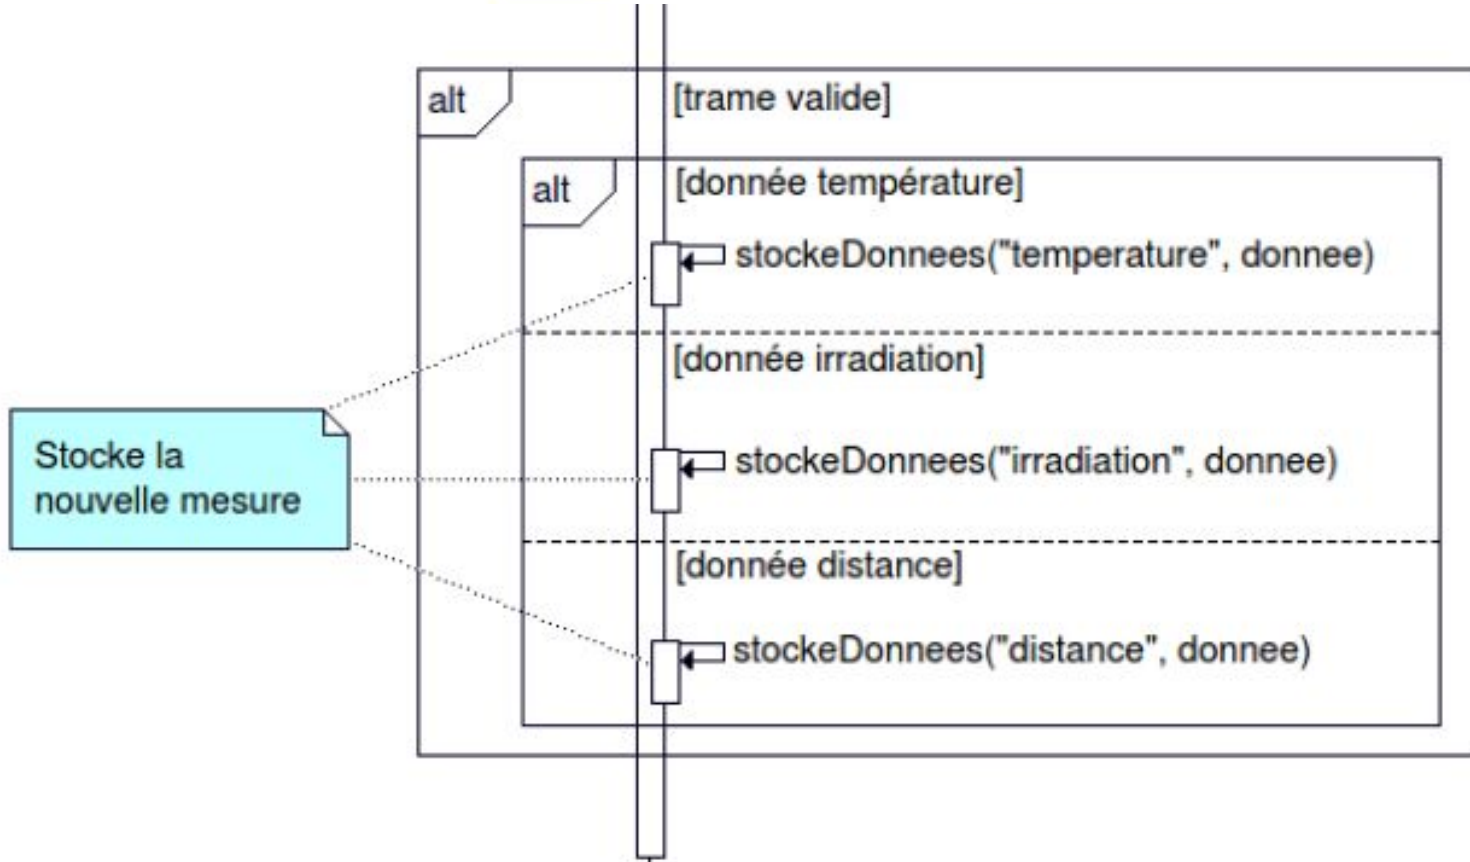 alt
[trame valide]
alt
[donnée température]
stockeDonnees("temperature", donnee)
[donnée irradiation]
Stocke la
nouvelle mesure
stockeDonnees("irradiation", donnee)
[donnée distance]
stockeDonnees("distance", donnee)